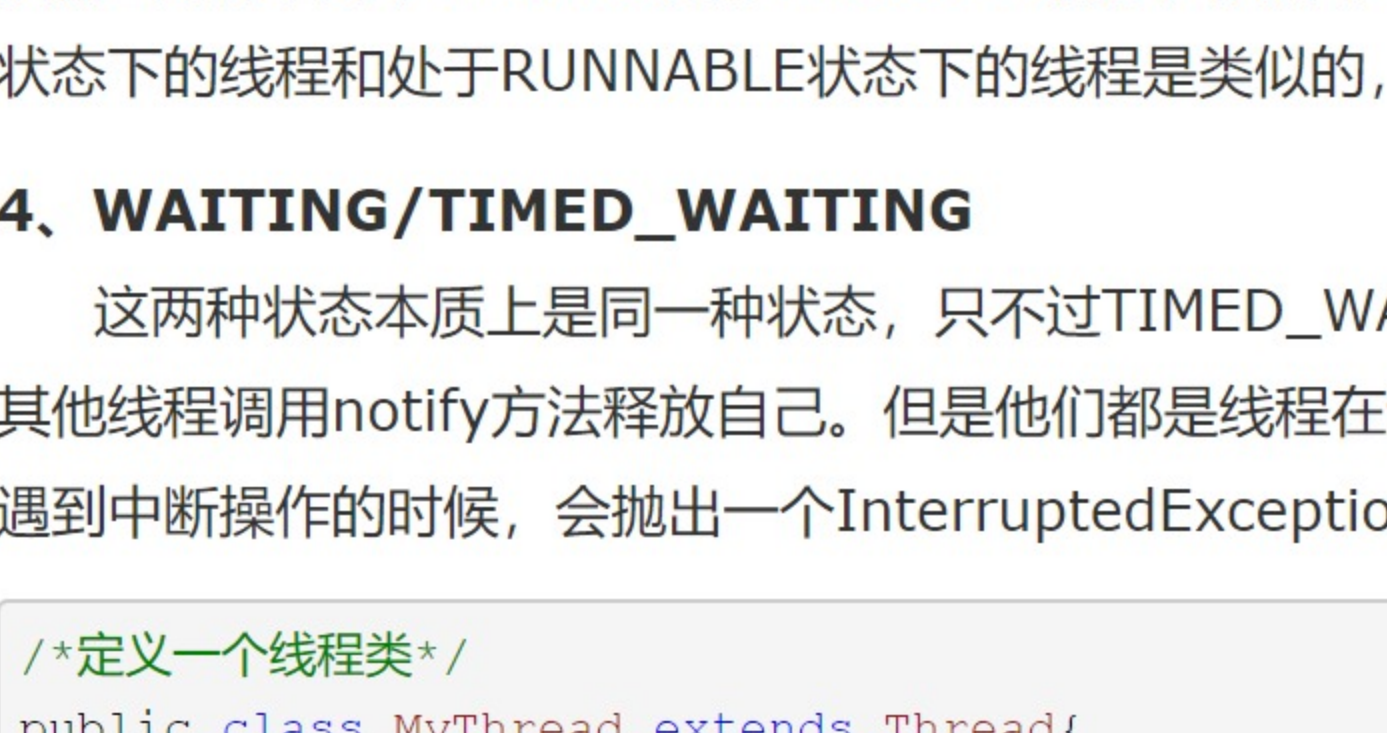 状态下的线程和处于RUNNABLE状态下的线程是类似的，
4、WAITING/TIMED_WAITING
这两种状态本质上是同一种状态，只不过TIMED_WA
其他线程调用notify方法释放自己。但是他们都是线程在
遇到中断操作的时候，会抛出一个InterruptedExceptio
/*定义一个线程类*/
public class MyThread extends Thread{